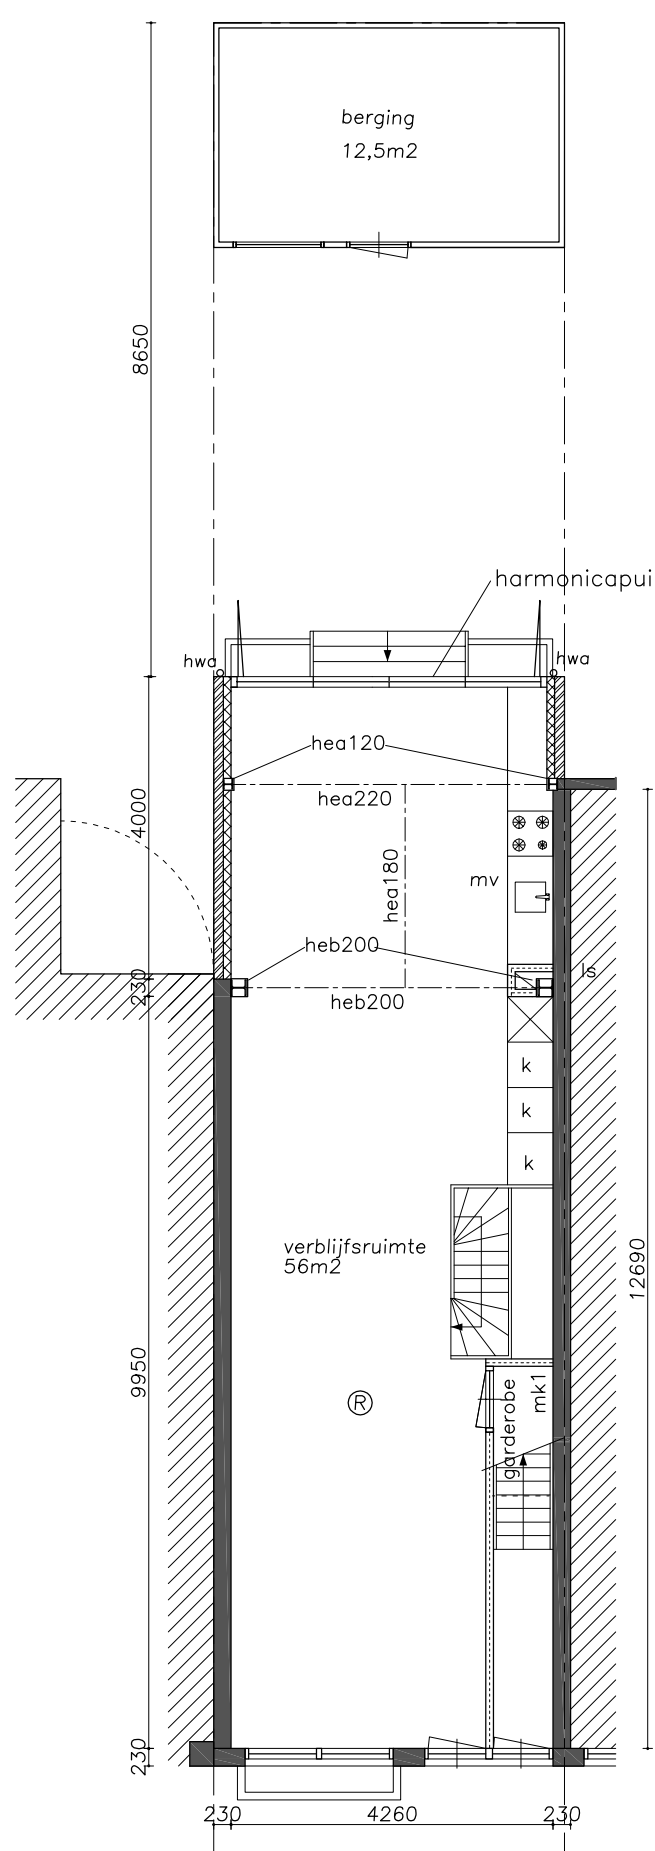 berging
12,5m2
8650
harmonicapui
hwa
hwa
hea120
hea220
4000
hea180
mv
heb200
ls
230
heb200
k
k
k
verblijfsruimte
56m2
12690
9950
mk1
garderobe
R
230
230
4260
230